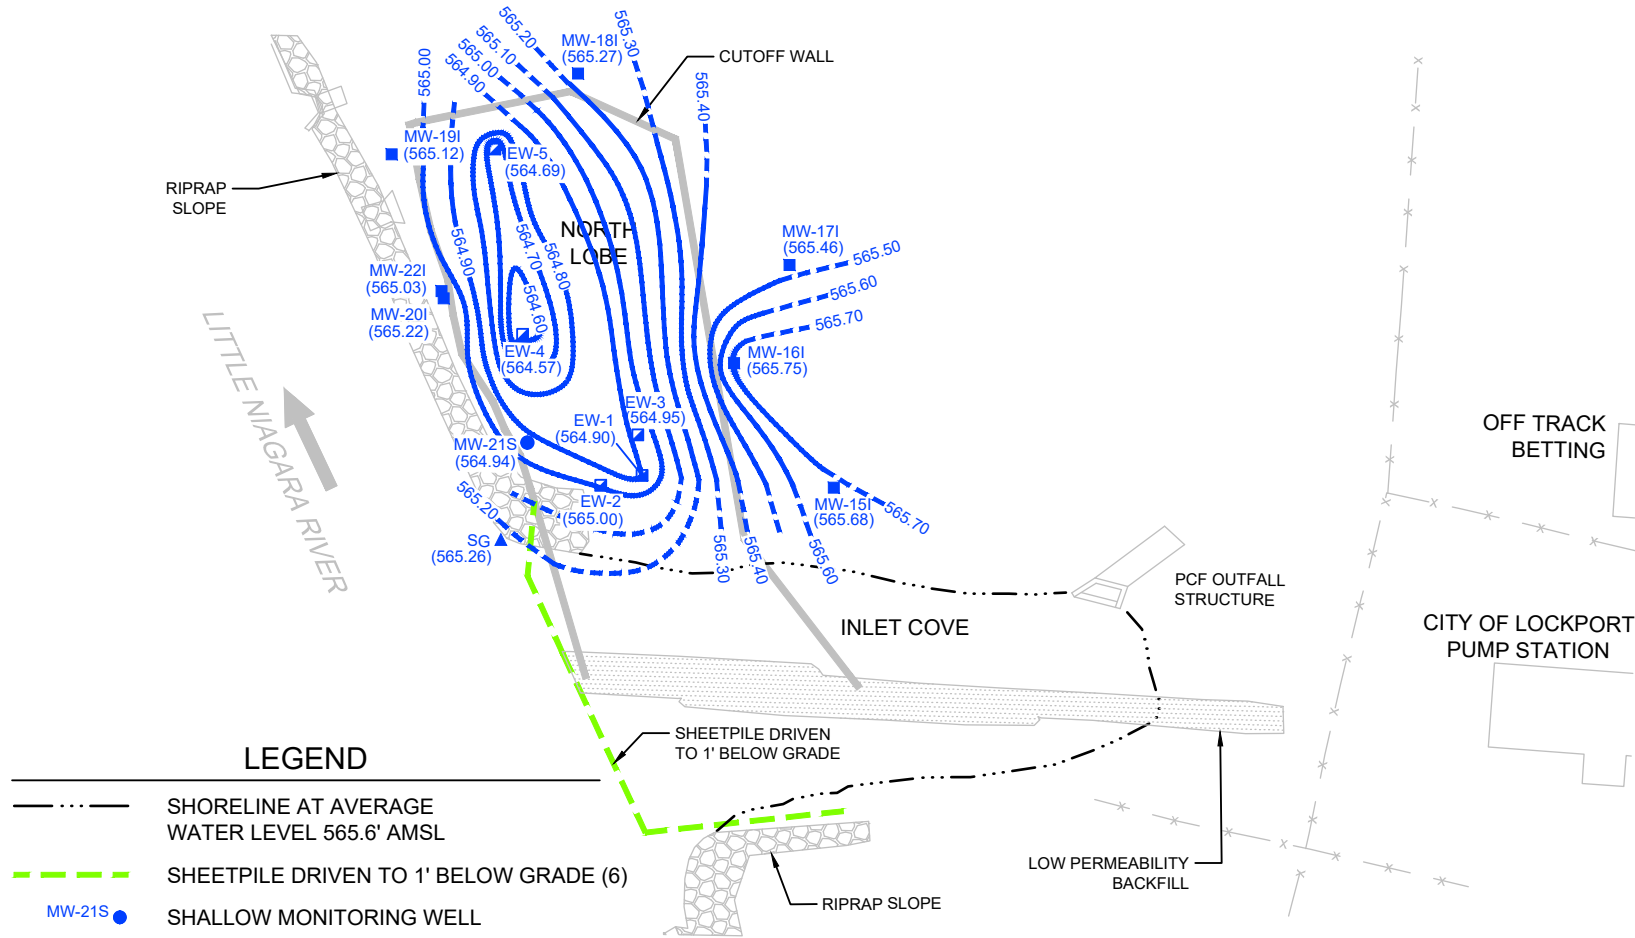 565.20
565.30
MW-18I
(565.27)
565.10
565.00
564.90
565.00
565.40
CUTOFF WALL
MW-19I
(565.12)
EW-5
(564.69)
RIPRAP
SLOPE
NORTH
LOBE
564.90
564.70
564.80
564.60
MW-17I
(565.46)
565.50
565.60
565.70
MW-22I
(565.03)
MW-20I
(565.22)
EW-4
(564.57)
MW-16I
(565.75)
LITTLE NIAGARA RIVER
EW-3
(564.95)
EW-1
(564.90)
MW-21S
(564.94)
EW-2
(565.00)
565.20
SG
(565.26)
MW-15I
(565.68)
565.70
565.30
565.40
565.60
OFF TRACK
BETTING
PCF OUTFALL
STRUCTURE
INLET COVE
CITY OF LOCKPORT
PUMP STATION
SHEETPILE DRIVEN
TO 1' BELOW GRADE
LOW PERMEABILITY
BACKFILL
RIPRAP SLOPE
LEGEND
SHORELINE AT AVERAGE
WATER LEVEL 565.6' AMSL
SHEETPILE DRIVEN TO 1' BELOW GRADE (6)
MW-21S
SHALLOW MONITORING WELL